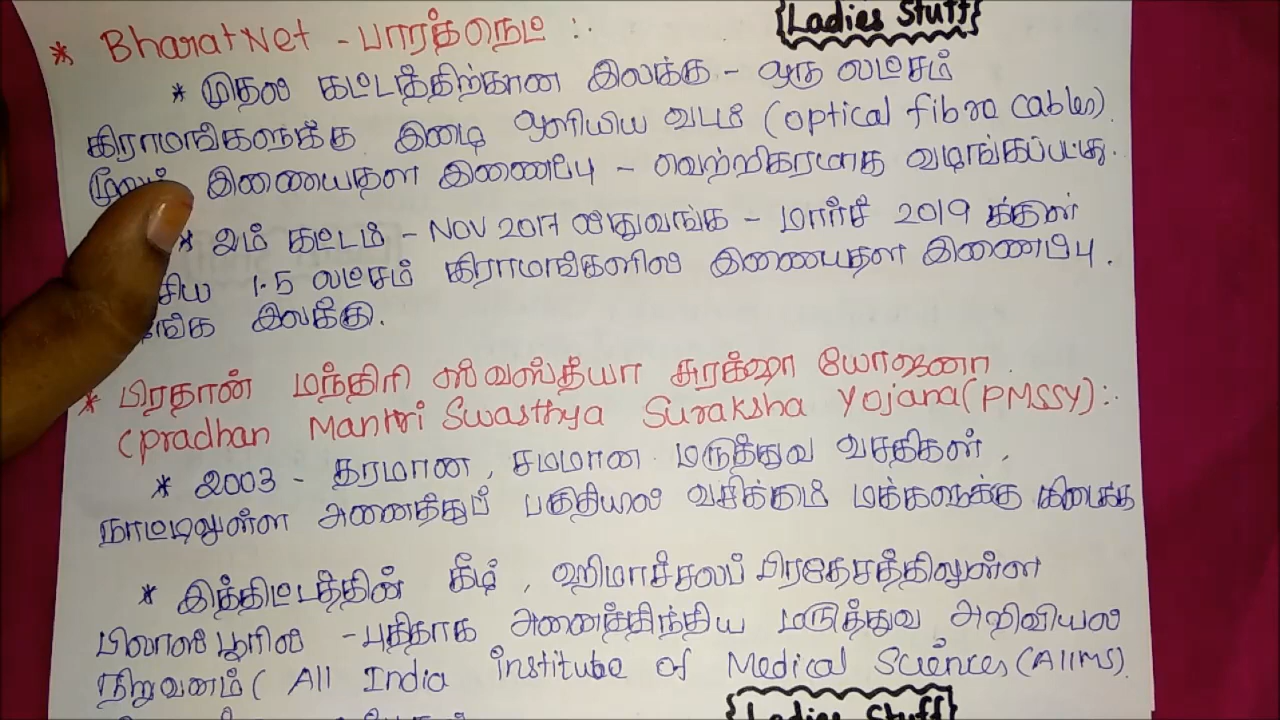 {Ladies Stuff}
* BharatNet - பாரத்நெட் :.
* முதல் கட்டத்திற்கான இலக்கு - ஒரு லட்சம்
கிராமங்களுக்கு இழை ஒளியிய வடம் (optical fibre cables).
மூலம் இணையதள இணைப்பு - வெற்றிகரமாக வழங்கப்பட்டது.
* 2ம் கட்டம் - NOV 2017 துவங்க - மார்ச் 2019 க்குள்
1.5 லட்சம் கிராமங்களில் இணையதள இணைப்பு.
இலக்கு.
* பிரதான் மந்திரி ஸ்வஸ்த்யா சுரக்ஷா யோஜனா.
(pradhan Mantri Swasthya Suraksha Yojana(PMSSY):.
* 2003 - தரமான, சமமான மருத்துவ வசதிகள்,
நாட்டிலுள்ள அனைத்துப் பகுதியில் வசிக்கும் மக்களுக்கு கிடைக்க
* இத்திட்டத்தின் கீழ், ஹிமாச்சலப் பிரதேசத்திலுள்ள
பிலாஸ்பூரில் - புதிதாக அனைத்திந்திய மருத்துவ அறிவியல்
நிறுவனம் ( All India institube of Medical Sciences (AIIMS).
{Ladies Stuff}